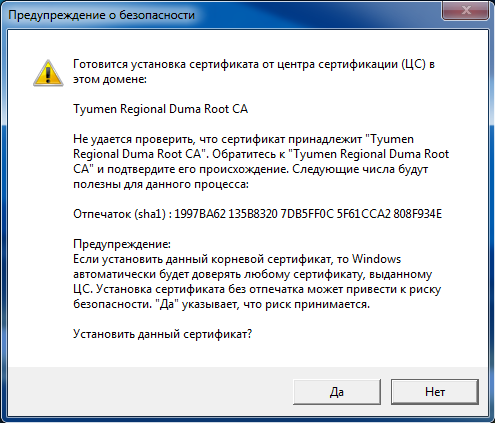 Предупреждение о безопасности
Готовится установка сертификата от центра сертификации (ЦС) в
этом домене:
Tyumen Regional Duma Root CA
Не удается проверить, что сертификат принадлежит "Tyumen
Regional Duma Root CA". Обратитесь к "Tyumen Regional Duma Root
CA" и подтвердите его происхождение. Следующие числа будут
полезны для данного процесса:
Отпечаток (sha1) : 1997BA62 135B8320 7DB5FF0C 5F61CCA2 808F934E
Предупреждение:
Если установить данный корневой сертификат, то Windows
автоматически будет доверять любому сертификату, выданному
ЦС. Установка сертификата без отпечатка может привести к риску
безопасности. "Да" указывает, что риск принимается.
Установить данный сертификат?
Да
Нет